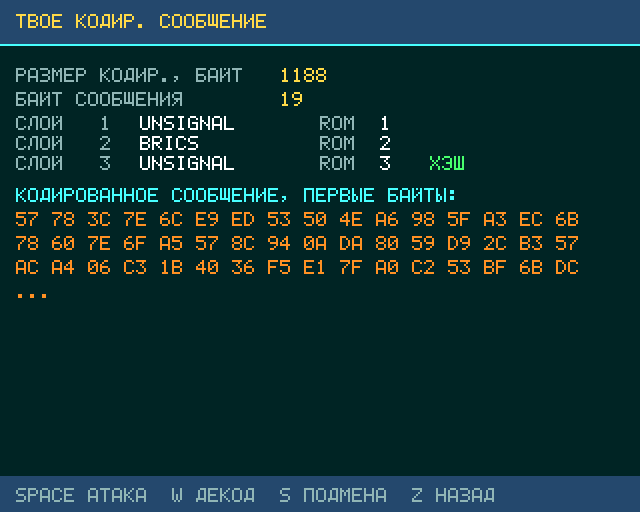 ТВОЕ КОДИР. СООБЩЕНИЕ
РАЗМЕР КОДИР., БАЙТ 1188
БАЙТ СООБЩЕНИЯ 19
СЛОЙ 1 UNSIGNAL ROM 1
СЛОЙ 2 BRICS ROM 2
СЛОЙ 3 UNSIGNAL ROM 3 ХЭШ
КОДИРОВАННОЕ СООБЩЕНИЕ, ПЕРВЫЕ БАЙТЫ:
57 78 3C 7E 6C E9 ED 53 50 4E A6 98 5F A3 EC 6B
78 60 7E 6F A5 57 8C 94 0A DA 80 59 D9 2C B3 57
AC A4 06 C3 1B 40 36 F5 E1 7F A0 C2 53 BF 6B DC
...
SPACE АТАКА W ДЕКОД S ПОДМЕНА Z НАЗАД